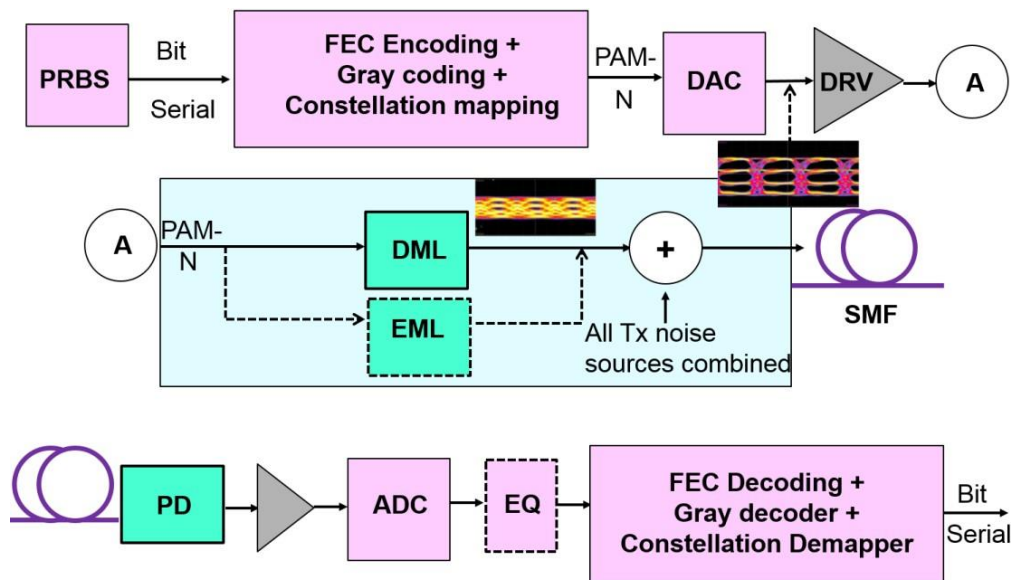 PRBS
Bit
Serial
FEC Encoding +
Gray coding +
Constellation mapping
PAM-
N
DAC
DRV
A
A
PAM-
N
DML
EML
+
All Tx noise
sources combined
SMF
PD
ADC
EQ
FEC Decoding +
Gray decoder +
Constellation Demapper
Bit
Serial